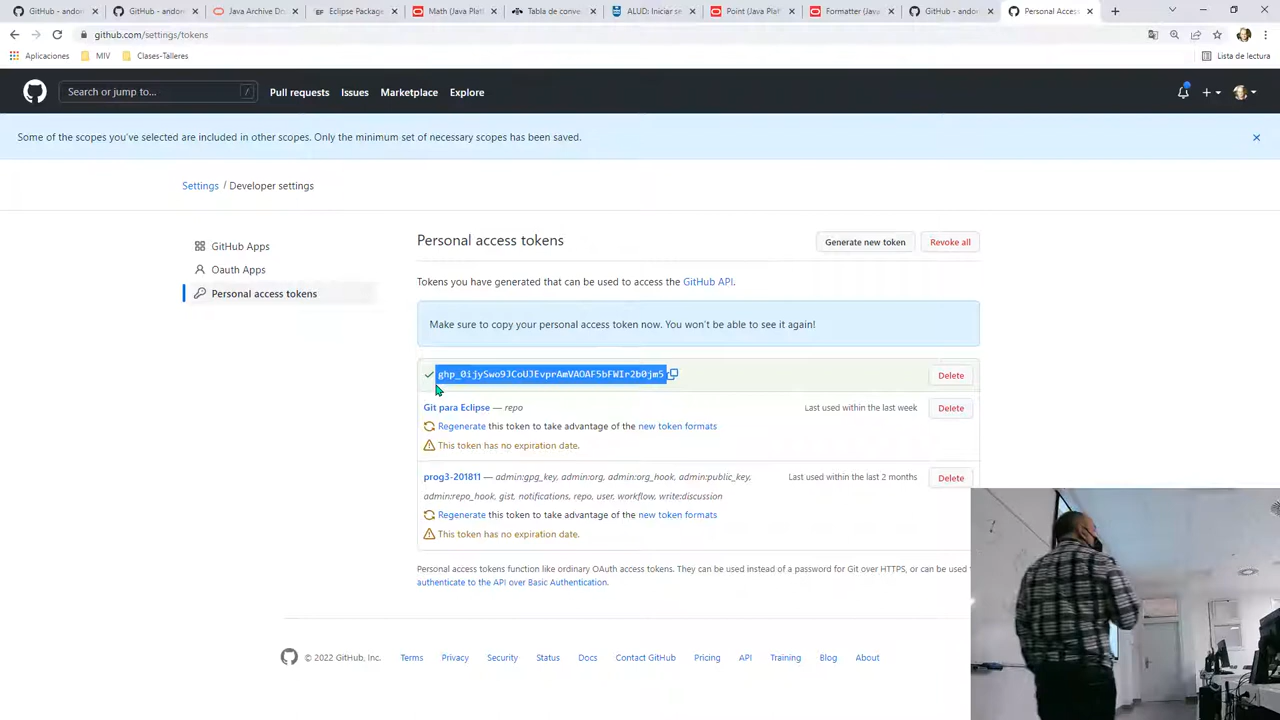 GitHub - andon
GitHub - andon
Java Archive Do
Eclipse Package
Math (Java Plat
Tabla de conve
ALUD: Iniciar se
Point (Java Plat
Formatter (Java
GitHub - andon
Personal Acces
github.com/settings/tokens
Aplicaciones
MIV
Clases-Talleres
Lista de lectura
Search or jump to...
/
Pull requests
Issues
Marketplace
Explore
Some of the scopes you've selected are included in other scopes. Only the minimum set of necessary scopes has been saved.
Settings / Developer settings
GitHub Apps
Oauth Apps
Personal access tokens
Personal access tokens
Generate new token
Revoke all
Tokens you have generated that can be used to access the GitHub API.
Make sure to copy your personal access token now. You won't be able to see it again!
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
Delete
Git para Eclipse — repo
Last used within the last week
Delete
Regenerate this token to take advantage of the new token formats
This token has no expiration date.
prog3-201811 — admin:gpg_key, admin:org, admin:org_hook, admin:public_key,
admin:repo_hook, gist, notifications, repo, user, workflow, write:discussion
Last used within the last 2 months
Delete
Regenerate this token to take advantage of the new token formats
This token has no expiration date.
Personal access tokens function like ordinary OAuth access tokens. They can be used instead of a password for Git over HTTPS, or can be used
authenticate to the API over Basic Authentication.
© 2022 GitHub, Inc.
Terms
Privacy
Security
Status
Docs
Contact GitHub
Pricing
API
Training
Blog
About